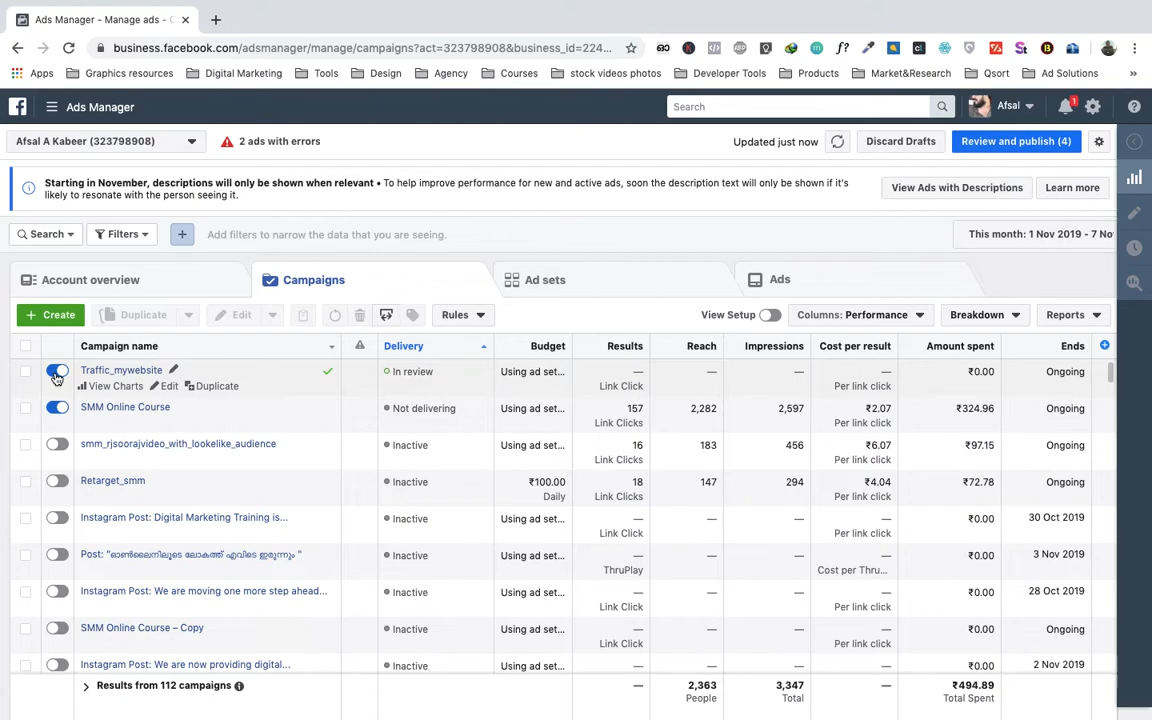 Ads Manager - Manage ads - C
business.facebook.com/adsmanager/manage/campaigns?act=323798908&business_id=224...
Apps Graphics resources Digital Marketing Tools Design Agency Courses stock videos photos Developer Tools Products Market&Research Qsort Ad Solutions »
Ads Manager Search Afsal 1
Afsal A Kabeer (323798908) 2 ads with errors Updated just now Discard Drafts Review and publish (4)
Starting in November, descriptions will only be shown when relevant • To help improve performance for new and active ads, soon the description text will only be shown if it's
likely to resonate with the person seeing it.
View Ads with Descriptions Learn more
Search Filters Add filters to narrow the data that you are seeing. This month: 1 Nov 2019 - 7 No
Account overview Campaigns Ad sets Ads
+ Create Duplicate Edit Rules View Setup Columns: Performance Breakdown Reports
Campaign name Delivery Budget Results Reach Impressions Cost per result Amount spent Ends
Traffic_mywebsite In review Using ad set... — — — — ₹0.00 Ongoing
View Charts Edit Duplicate Link Click Per link click
SMM Online Course Not delivering Using ad set... 157 2,282 2,597 ₹2.07 ₹324.96 Ongoing
Link Clicks Per link click
smm_rjsoorajvideo_with_lookelike_audience Inactive Using ad set... 16 183 456 ₹6.07 ₹97.15 Ongoing
Link Clicks Per link click
Retarget_smm Inactive ₹100.00 18 147 294 ₹4.04 ₹72.78 Ongoing
Daily Link Clicks Per link click
Instagram Post: Digital Marketing Training is... Inactive Using ad set... — — — — ₹0.00 30 Oct 2019
Link Click Per link click
Post: "ഓൺലൈനിലൂടെ ലോകത്ത് എവിടെ ഇരുന്നും " Inactive Using ad set... — — — — ₹0.00 3 Nov 2019
ThruPlay Cost per Thru...
Instagram Post: We are moving one more step ahead... Inactive Using ad set... — — — — ₹0.00 28 Oct 2019
Link Click Per link click
SMM Online Course – Copy Inactive Using ad set... — — — — ₹0.00 Ongoing
Link Click Per link click
Instagram Post: We are now providing digital... Inactive Using ad set... — — — — ₹0.00 2 Nov 2019
Results from 112 campaigns — 2,363 3,347 — ₹494.89
People Total Total Spent